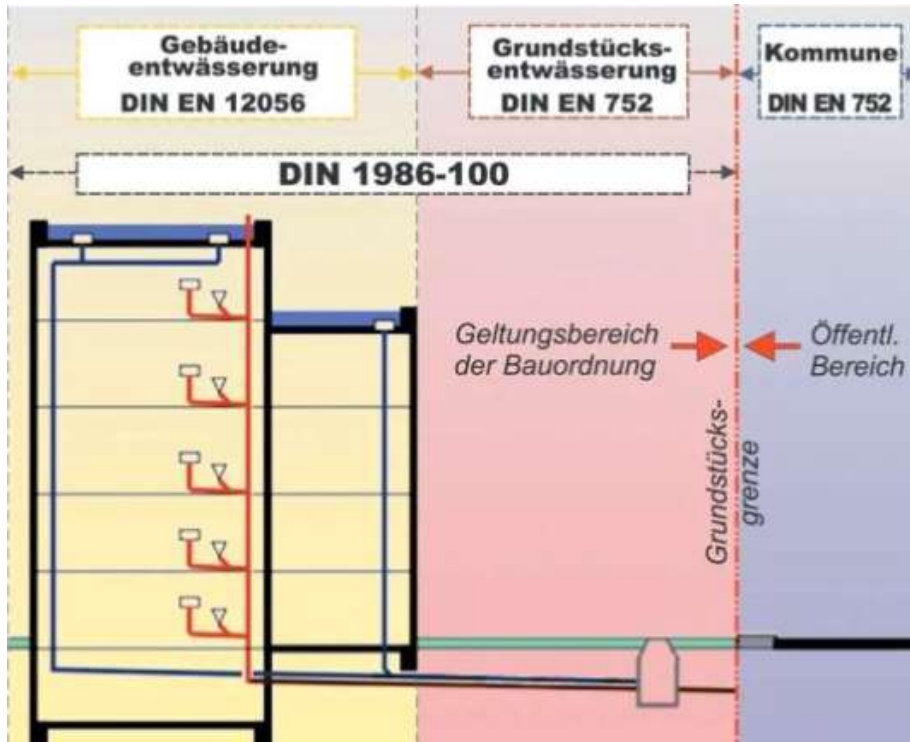 Gebäude-
entwässerung
DIN EN 12056
Grundstücks-
entwässerung
DIN EN 752
Kommune
DIN EN 752
DIN 1986-100
Geltungsbereich
der Bauordnung
Öffentl.
Bereich
Grundstücks-
grenze